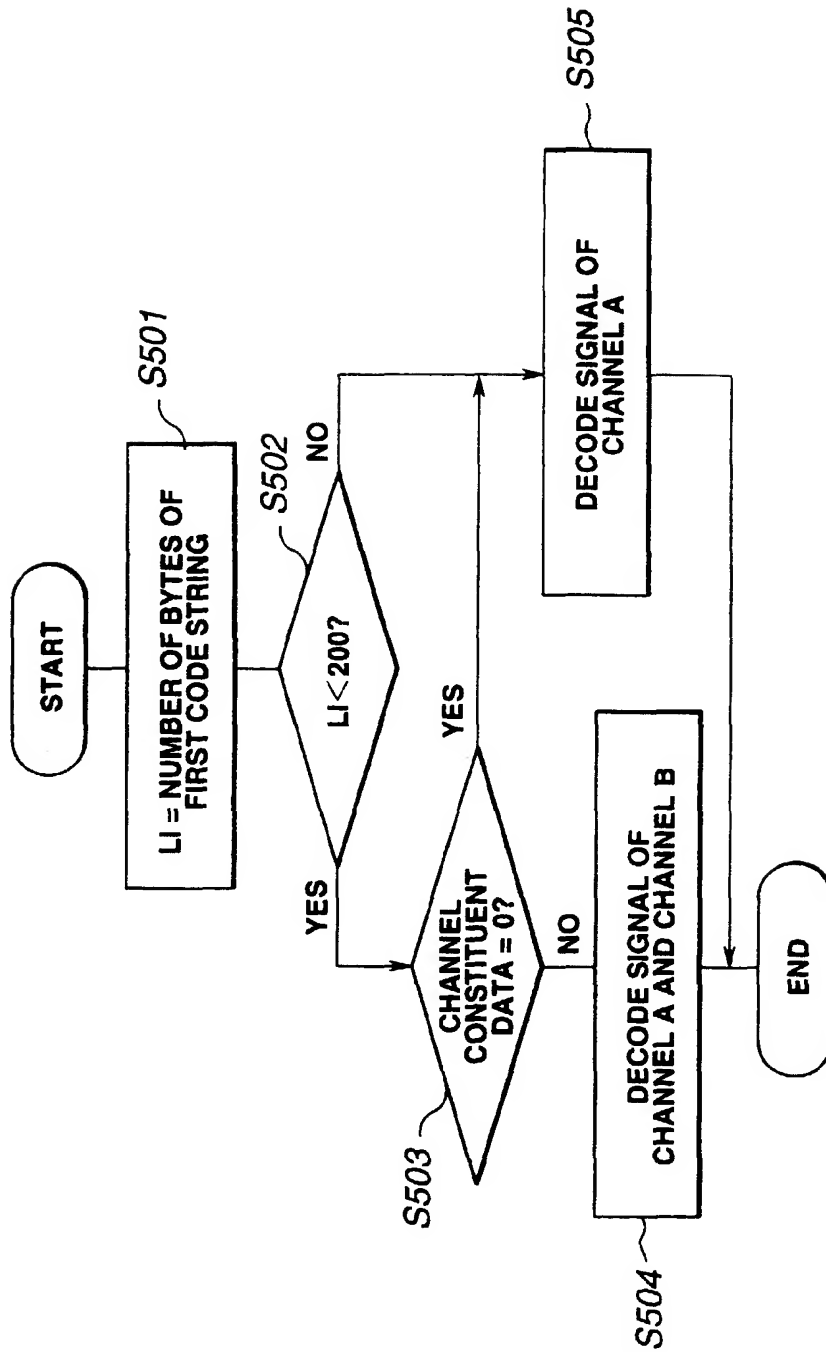 START
S501
LI = NUMBER OF BYTES OF
FIRST CODE STRING
S502
LI<200?
YES
NO
S503
CHANNEL
CONSTITUENT
DATA = 0?
YES
NO
S504
DECODE SIGNAL OF
CHANNEL A AND CHANNEL B
S505
DECODE SIGNAL OF
CHANNEL A
END